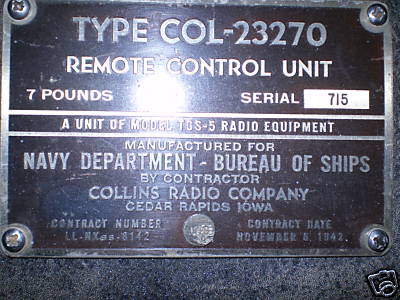 TYPE COL-23270
REMOTE CONTROL UNIT
7 POUNDS SERIAL 715
A UNIT OF MODEL TCS-5 RADIO EQUIPMENT
MANUFACTURED FOR
NAVY DEPARTMENT - BUREAU OF SHIPS
BY CONTRACTOR
COLLINS RADIO COMPANY
CEDAR RAPIDS IOWA
CONTRACT NUMBER CONTRACT DATE
NOVEMBER 6, 1942